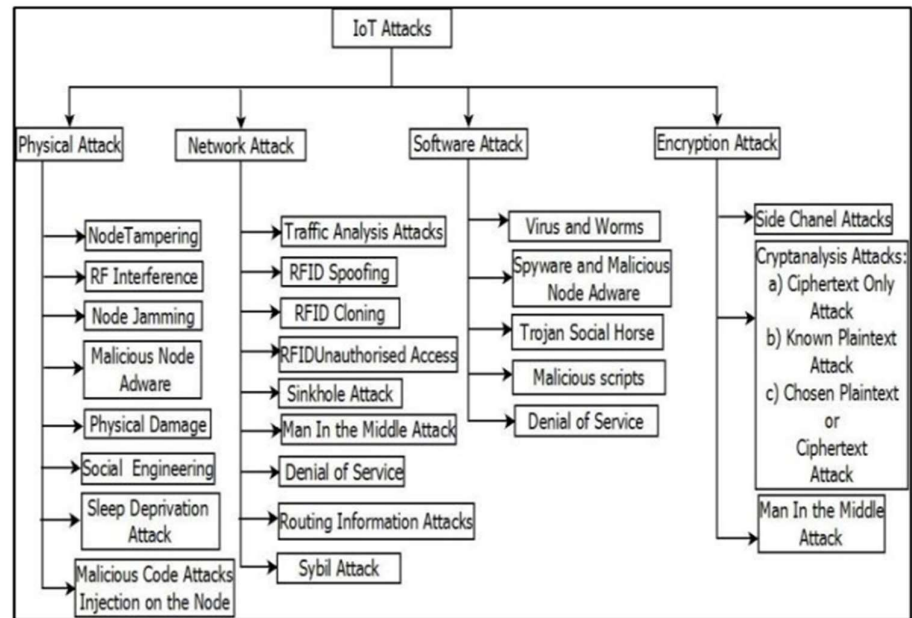 IoT Attacks
Physical Attack
Network Attack
Software Attack
Encryption Attack
NodeTampering
RF Interference
Node Jamming
Malicious Node
Adware
Physical Damage
Social Engineering
Sleep Deprivation
Attack
Malicious Code Attacks
Injection on the Node
Traffic Analysis Attacks
RFID Spoofing
RFID Cloning
RFIDUnauthorised Access
Sinkhole Attack
Man In the Middle Attack
Denial of Service
Routing Information Attacks
Sybil Attack
Virus and Worms
Spyware and Malicious
Node Adware
Trojan Social Horse
Malicious scripts
Denial of Service
Side Chanel Attacks
Cryptanalysis Attacks:
a) Ciphertext Only
Attack
b) Known Plaintext
Attack
c) Chosen Plaintext
or
Ciphertext
Attack
Man In the Middle
Attack